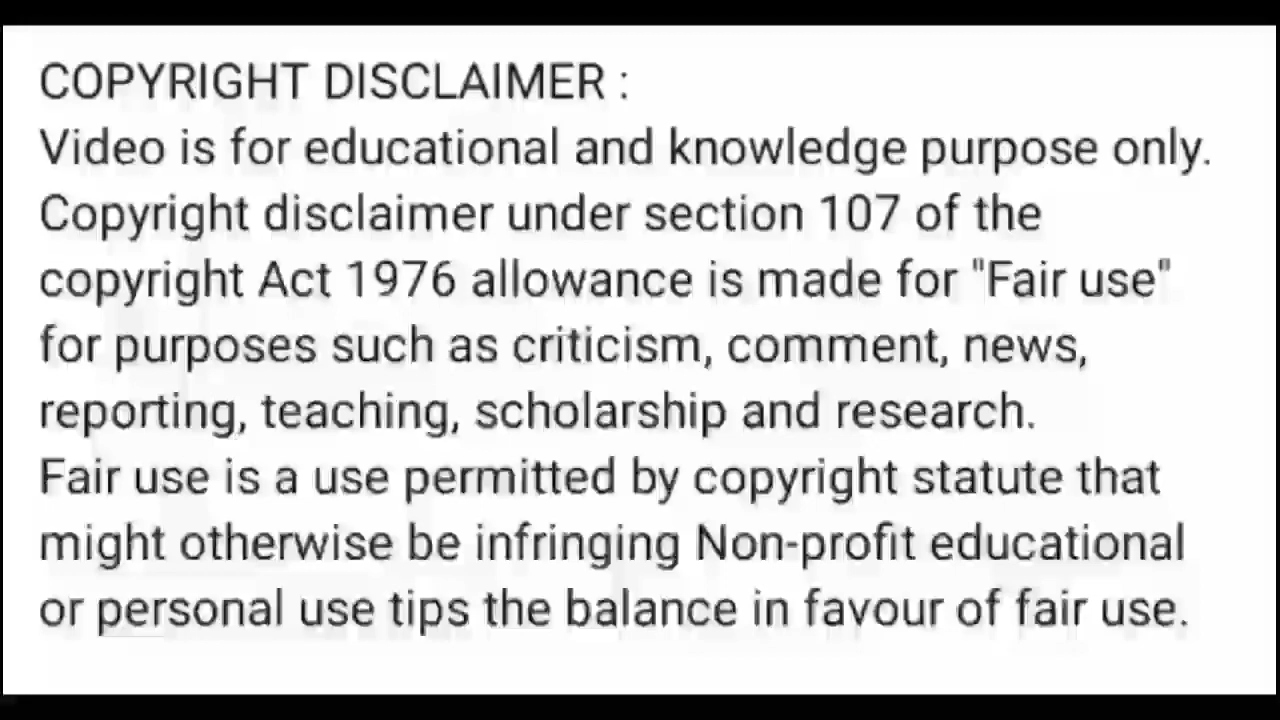 COPYRIGHT DISCLAIMER :
Video is for educational and knowledge purpose only.
Copyright disclaimer under section 107 of the
copyright Act 1976 allowance is made for "Fair use"
for purposes such as criticism, comment, news,
reporting, teaching, scholarship and research.
Fair use is a use permitted by copyright statute that
might otherwise be infringing Non-profit educational
or personal use tips the balance in favour of fair use.